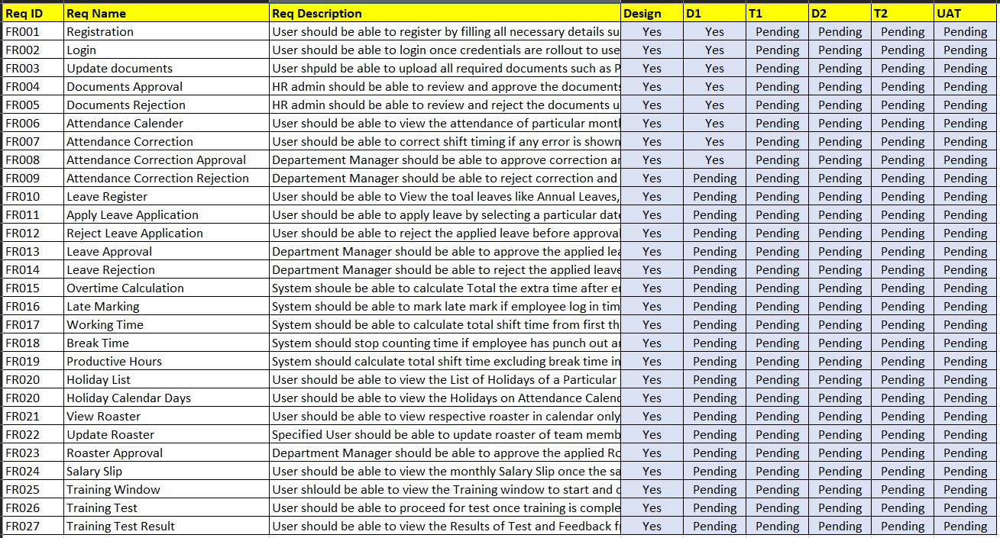 Req ID Req Name Req Description Design D1 T1 D2 T2 UAT
FR001 Registration User should be able to register by filling all necessary details su Yes Yes Pending Pending Pending Pending
FR002 Login User should be able to login once credentials are rollout to use Yes Yes Pending Pending Pending Pending
FR003 Update documents User shpuld be able to upload all required documents such as P Yes Yes Pending Pending Pending Pending
FR004 Documents Approval HR admin should be able to review and approve the documents Yes Yes Pending Pending Pending Pending
FR005 Documents Rejection HR admin should be able to review and reject the documents u Yes Yes Pending Pending Pending Pending
FR006 Attendance Calender User should be able to view the attendance of particular montl Yes Yes Pending Pending Pending Pending
FR007 Attendance Correction User should be able to correct shift timing if any error is shown Yes Yes Pending Pending Pending Pending
FR008 Attendance Correction Approval Departement Manager should be able to approve correction ar Yes Yes Pending Pending Pending Pending
FR009 Attendance Correction Rejection Departement Manager should be able to reject correction and Yes Pending Pending Pending Pending Pending
FR010 Leave Register User should be able to View the toal leaves like Annual Leaves, Yes Pending Pending Pending Pending Pending
FR011 Apply Leave Application User should be able to apply leave by selecting a particular date Yes Pending Pending Pending Pending Pending
FR012 Reject Leave Application User should be able to reject the applied leave before approval Yes Pending Pending Pending Pending Pending
FR013 Leave Approval Department Manager should be able to approve the applied lea Yes Pending Pending Pending Pending Pending
FR014 Leave Rejection Department Manager should be able to reject the applied leave Yes Pending Pending Pending Pending Pending
FR015 Overtime Calculation System shoule be able to calculate Total the extra time after er Yes Pending Pending Pending Pending Pending
FR016 Late Marking System should be able to mark late mark if employee log in tim Yes Pending Pending Pending Pending Pending
FR017 Working Time System should be able to calculate total shift time from first th Yes Pending Pending Pending Pending Pending
FR018 Break Time System should stop counting time if employee has punch out ar Yes Pending Pending Pending Pending Pending
FR019 Productive Hours System should calculate total shift time excluding break time in Yes Pending Pending Pending Pending Pending
FR020 Holiday List User should be able to view the List of Holidays of a Particular Yes Pending Pending Pending Pending Pending
FR020 Holiday Calendar Days User should be able to view the Holidays on Attendance Calenc Yes Pending Pending Pending Pending Pending
FR021 View Roaster User should be able to view respective roaster in calendar only Yes Pending Pending Pending Pending Pending
FR022 Update Roaster Specified User should be able to update roaster of team memb Yes Pending Pending Pending Pending Pending
FR023 Roaster Approval Department Manager should be able to approve the applied Ro Yes Pending Pending Pending Pending Pending
FR024 Salary Slip User should be able to view the monthly Salary Slip once the sa Yes Pending Pending Pending Pending Pending
FR025 Training Window User shlould be able to view the Training window to start and c Yes Pending Pending Pending Pending Pending
FR026 Training Test User should be able to proceed for test once training is comple Yes Pending Pending Pending Pending Pending
FR027 Training Test Result User should be able to view the Results of Test and Feedback f Yes Pending Pending Pending Pending Pending